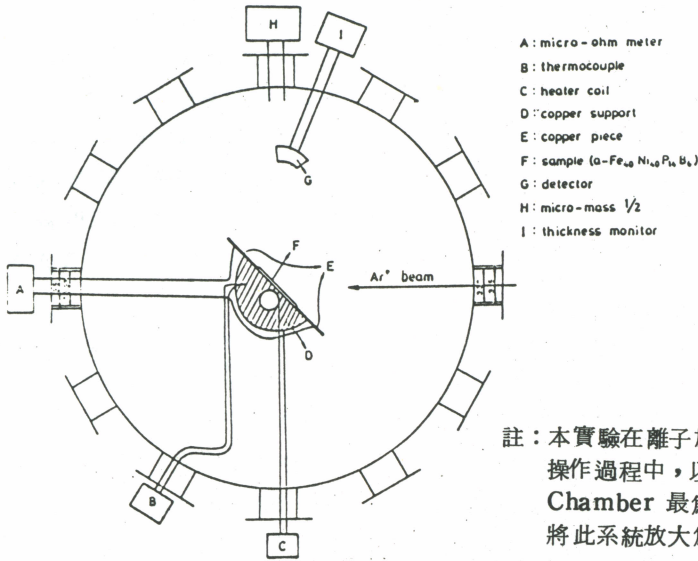 H
I
A : micro-ohm meter
B : thermocouple
C : heater coil
D : copper support
E : copper piece
F : sample (a-Fe₄₀ Ni₄₀ P₁₄ B₆)
G : detector
H : micro-mass 1/2
I : thickness monitor
G
F
E
A
Ar⁺ beam
D
B
C
註：本實驗在離子
操作過程中，以
Chamber 最
將此系統放大